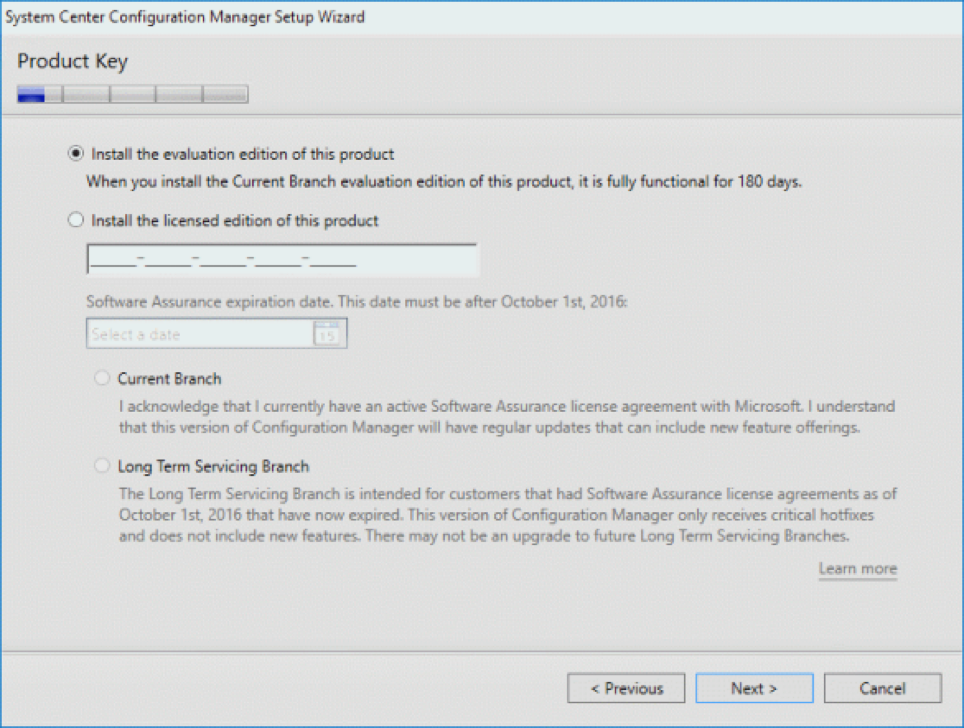 System Center Configuration Manager Setup Wizard
Product Key
Install the evaluation edition of this product
When you install the Current Branch evaluation edition of this product, it is fully functional for 180 days.
Install the licensed edition of this product
_____-_____-_____-_____-_____
Software Assurance expiration date. This date must be after October 1st, 2016:
Select a date 15
Current Branch
I acknowledge that I currently have an active Software Assurance license agreement with Microsoft. I understand
that this version of Configuration Manager will have regular updates that can include new feature offerings.
Long Term Servicing Branch
The Long Term Servicing Branch is intended for customers that had Software Assurance license agreements as of
October 1st, 2016 that have now expired. This version of Configuration Manager only receives critical hotfixes
and does not include new features. There may not be an upgrade to future Long Term Servicing Branches.
Learn more
< Previous Next > Cancel